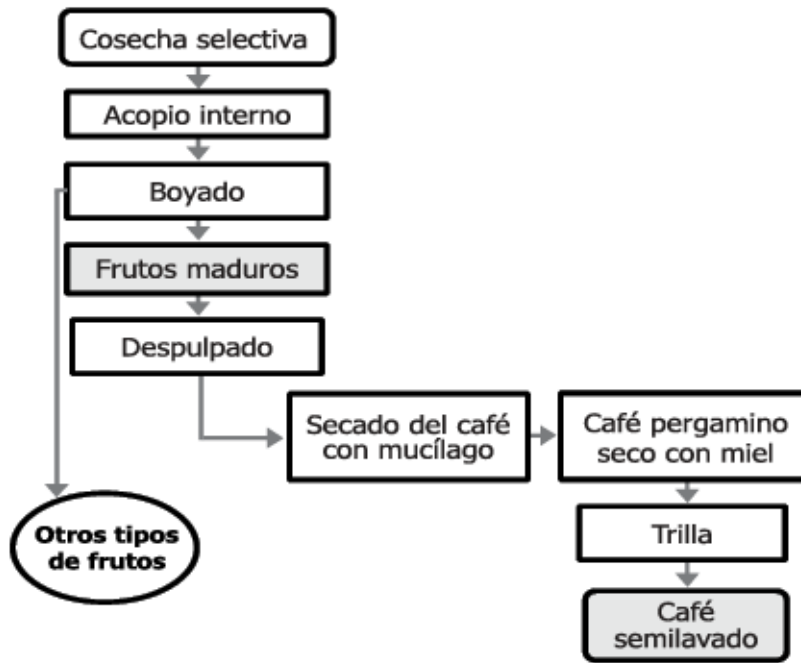 Cosecha selectiva
Acopio interno
Boyado
Frutos maduros
Despulpado
Secado del café
con mucílago
Café pergamino
seco con miel
Otros tipos
de frutos
Trilla
Café
semilavado